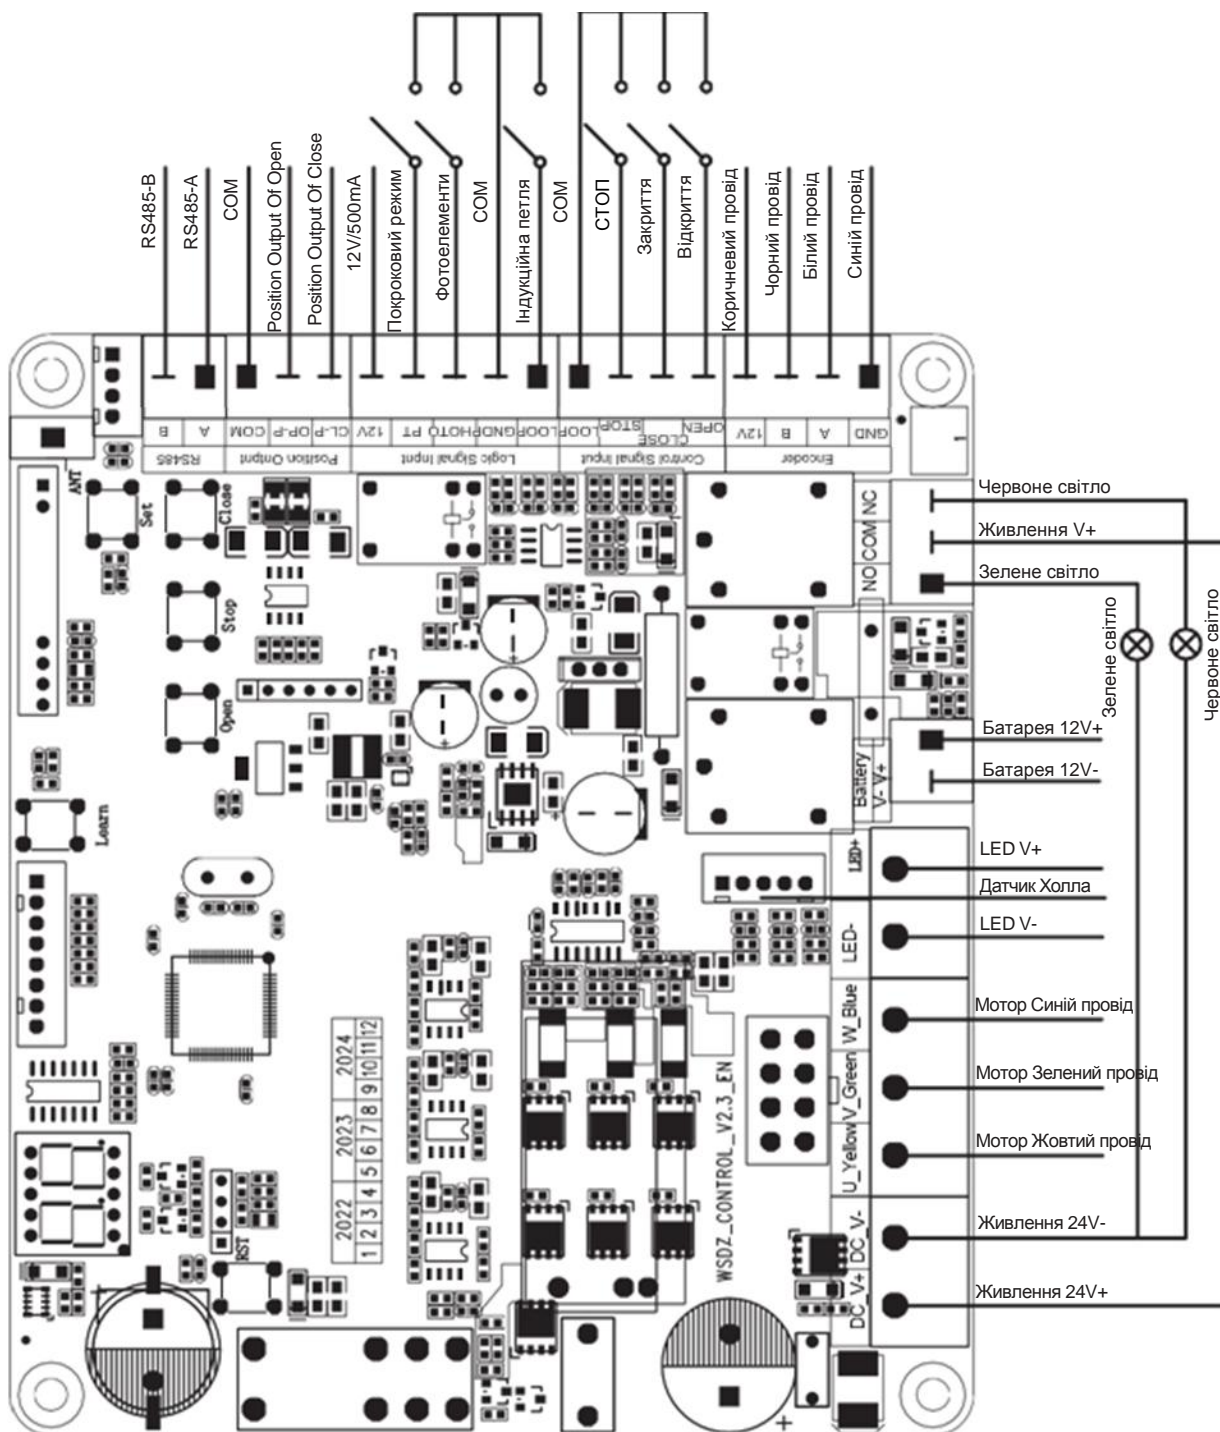 RS485-B
RS485-A
COM
Position Output Of Open
Position Output Of Close
12V/500mA
Покроковий режим
Фотоелементи
COM
Індукційна петля
COM
СТОП
Закриття
Відкриття
Коричневий провід
Чорний провід
Білий провід
Синій провід
B
A
COM
OP-P
CL-P
12V
PT
PHOTO
GND
LOOP
LOOP
STOP
CLOSE
OPEN
12V
B
A
GND
RS485
Position Output
Logic Signal Input
Control Signal Input
Encoder
1
ANT
Set
Close
Stop
Open
Learn
NC
COM
NO
Червоне світло
Живлення V+
Зелене світло
Зелене світло
Червоне світло
Battery
V- V+
Батарея 12V+
Батарея 12V-
LED+
LED V+
Датчик Холла
LED-
LED V-
W_Blue
Мотор Синій провід
V_Green
Мотор Зелений провід
U_Yellow
Мотор Жовтий провід
DC_V-
Живлення 24V-
DC_V+
Живлення 24V+
WSDZ_CONTROL_V2.3_EN
2022 2023 2024
1 2 3 4 5 6 7 8 9 10 11 12
RST